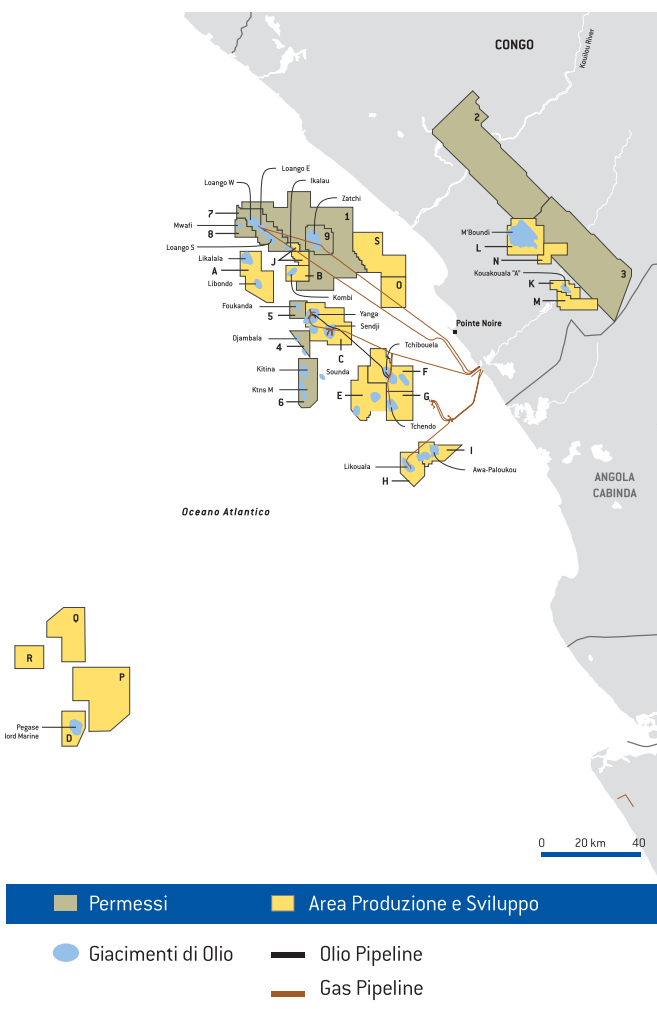 CONGO
Kouilou River
2
Loango E
Loango W
Ikalau
Zatchi
7
1
Mwafi
8
9
S
M'Boundi
Loango S
L
J
N
Likalala
A
B
Kouakouala "A"
3
K
Libondo
O
M
Kombi
Foukanda
Yanga
5
Sendji
Pointe Noire
Djambala
Tchibouela
4
C
Kitina
Sounda
F
Ktns M
E
G
6
Tchendo
I
Likouala
Awa-Paloukou
H
ANGOLA
CABINDA
Oceano Atlantico
Q
R
P
Pegase
lord Marine
D
0 20 km 40
Permessi
Area Produzione e Sviluppo
Giacimenti di Olio
Olio Pipeline
Gas Pipeline